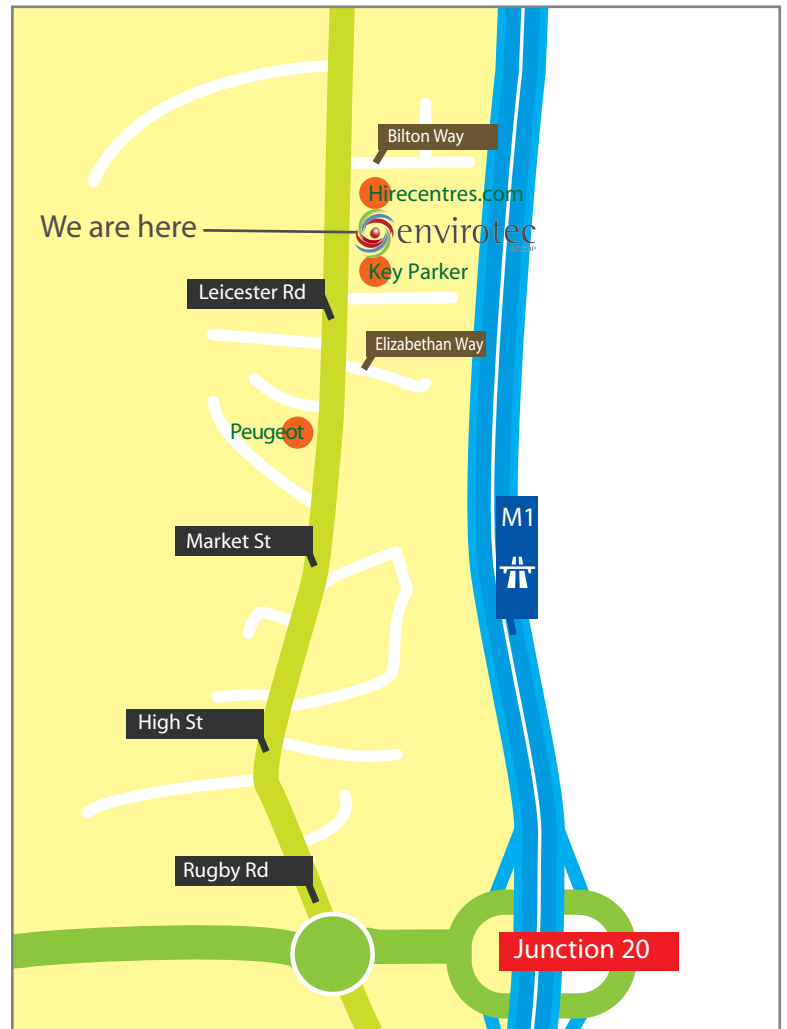 Bilton Way
Hirecentres.com
We are here
envirotec
Key Parker
Leicester Rd
Elizabethan Way
Peugeot
M1
Market St
High St
Rugby Rd
Junction 20